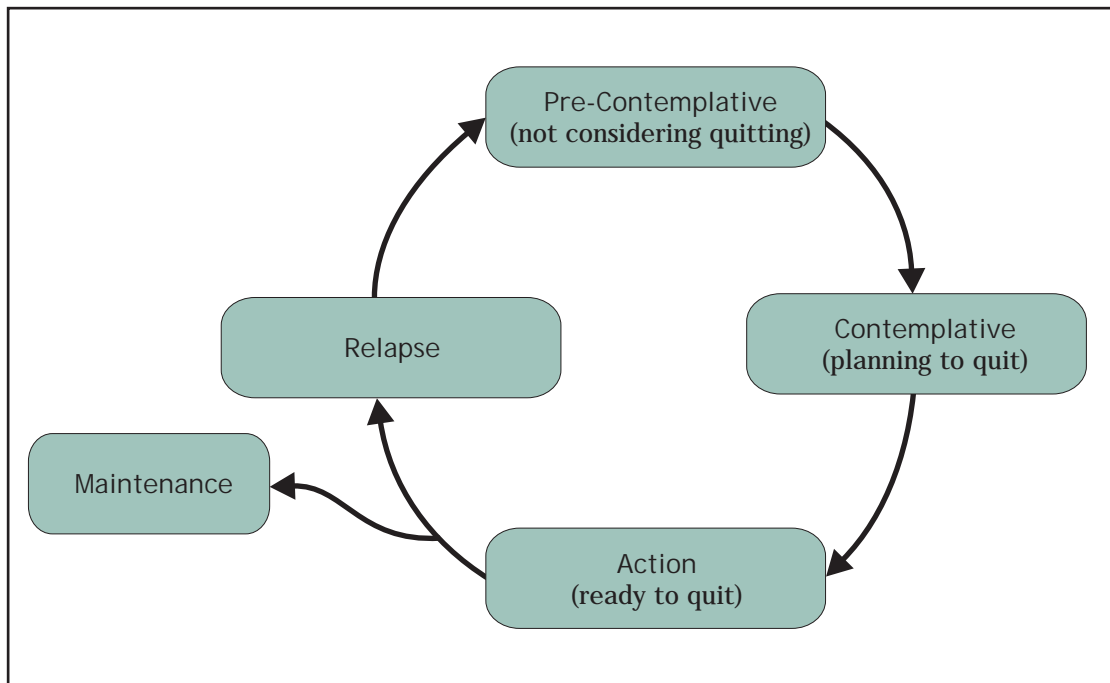 Pre-Contemplative
(not considering quitting)
Contemplative
(planning to quit)
Relapse
Maintenance
Action
(ready to quit)